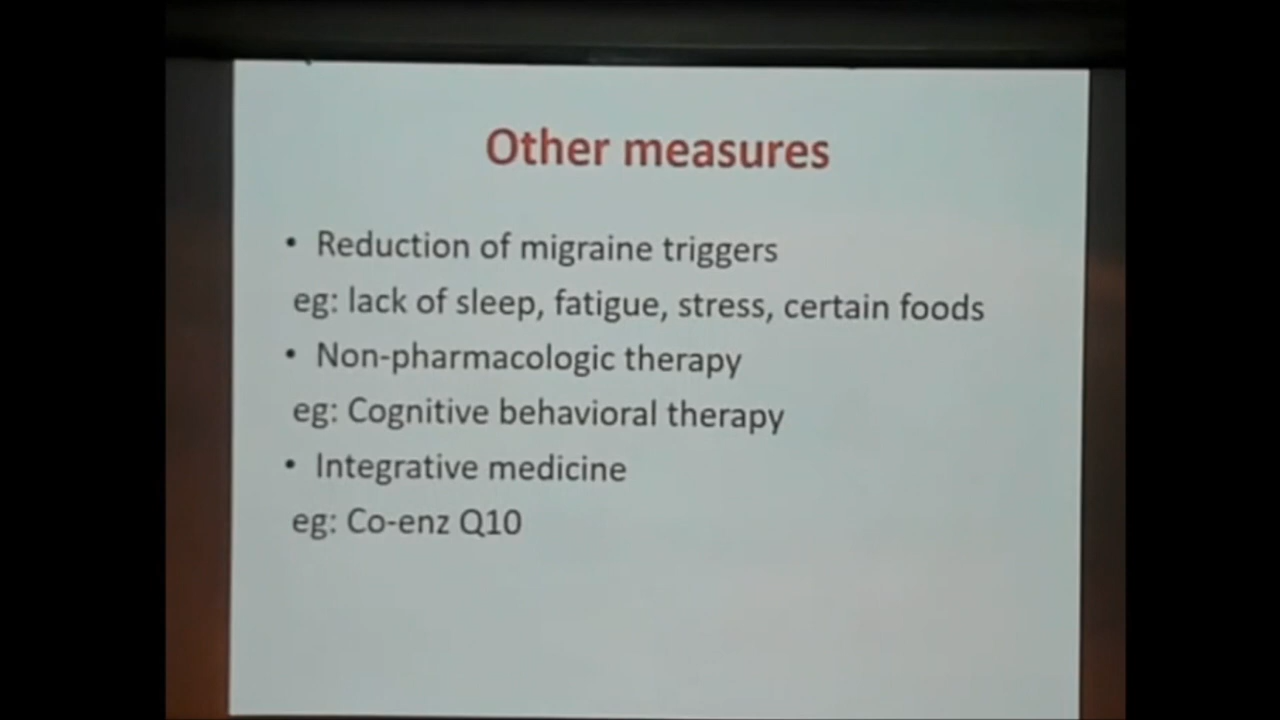 Other measures
• Reduction of migraine triggers
eg: lack of sleep, fatigue, stress, certain foods
• Non-pharmacologic therapy
eg: Cognitive behavioral therapy
• Integrative medicine
eg: Co-enz Q10